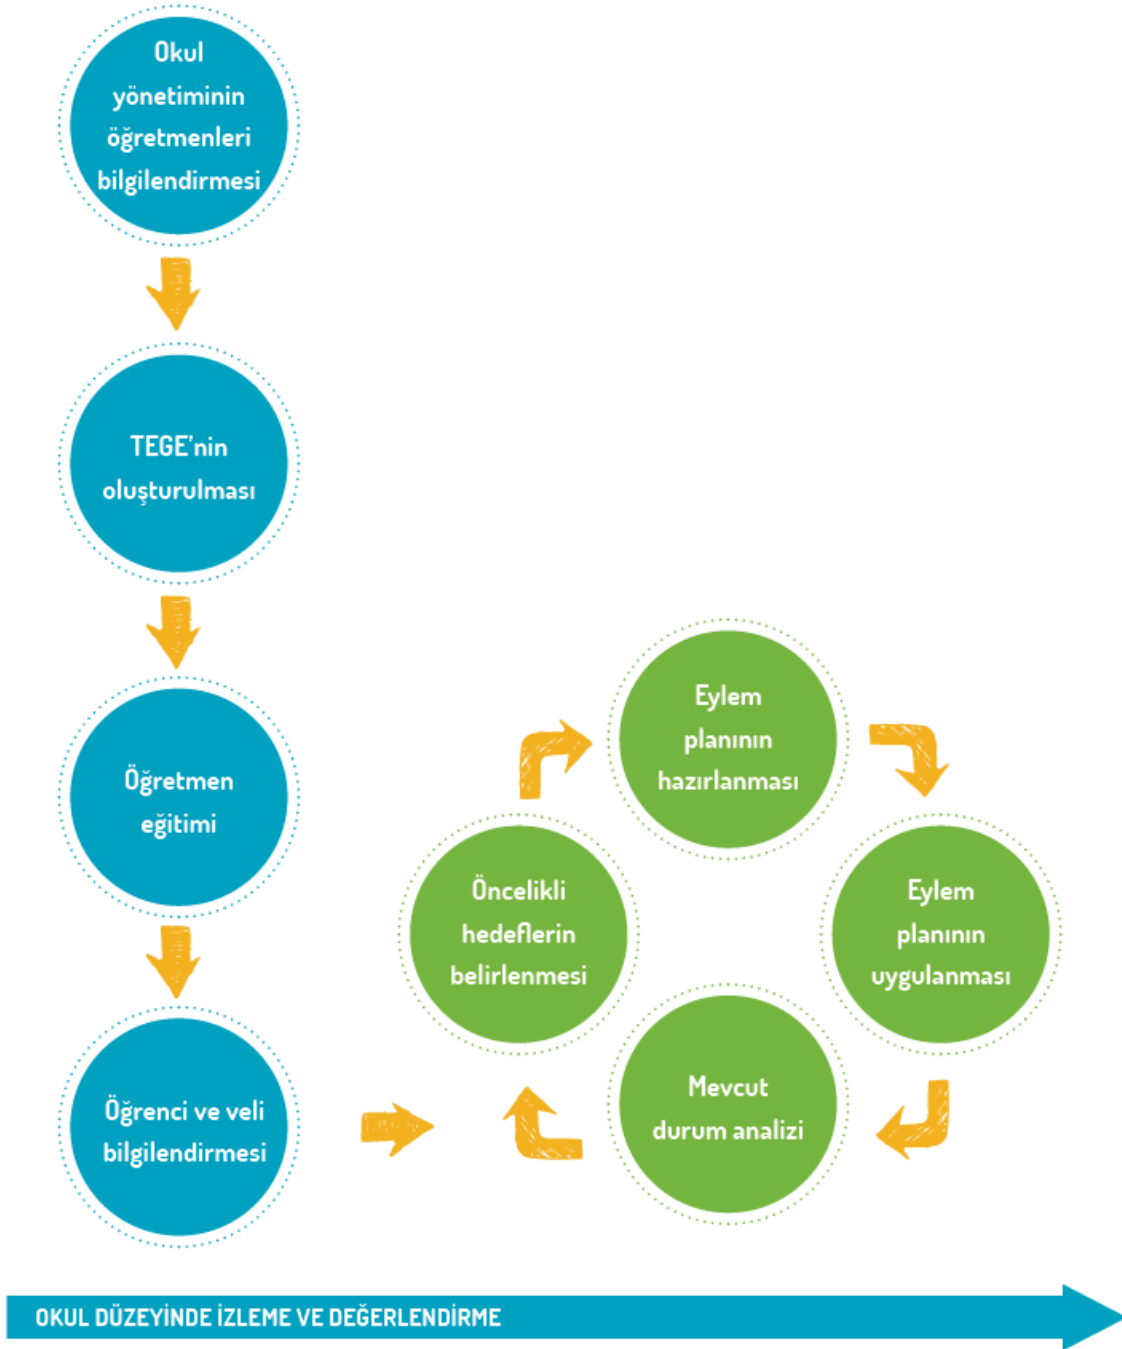 Okul
yönetiminin
öğretmenleri
bilgilendirmesi
TEGE'nin
oluşturulması
Öğretmen
eğitimi
Öğrenci ve veli
bilgilendirmesi
Eylem
planının
hazırlanması
Öncelikli
hedeflerin
belirlenmesi
Eylem
planının
uygulanması
Mevcut
durum analizi
OKUL DÜZEYİNDE İZLEME VE DEĞERLENDİRME